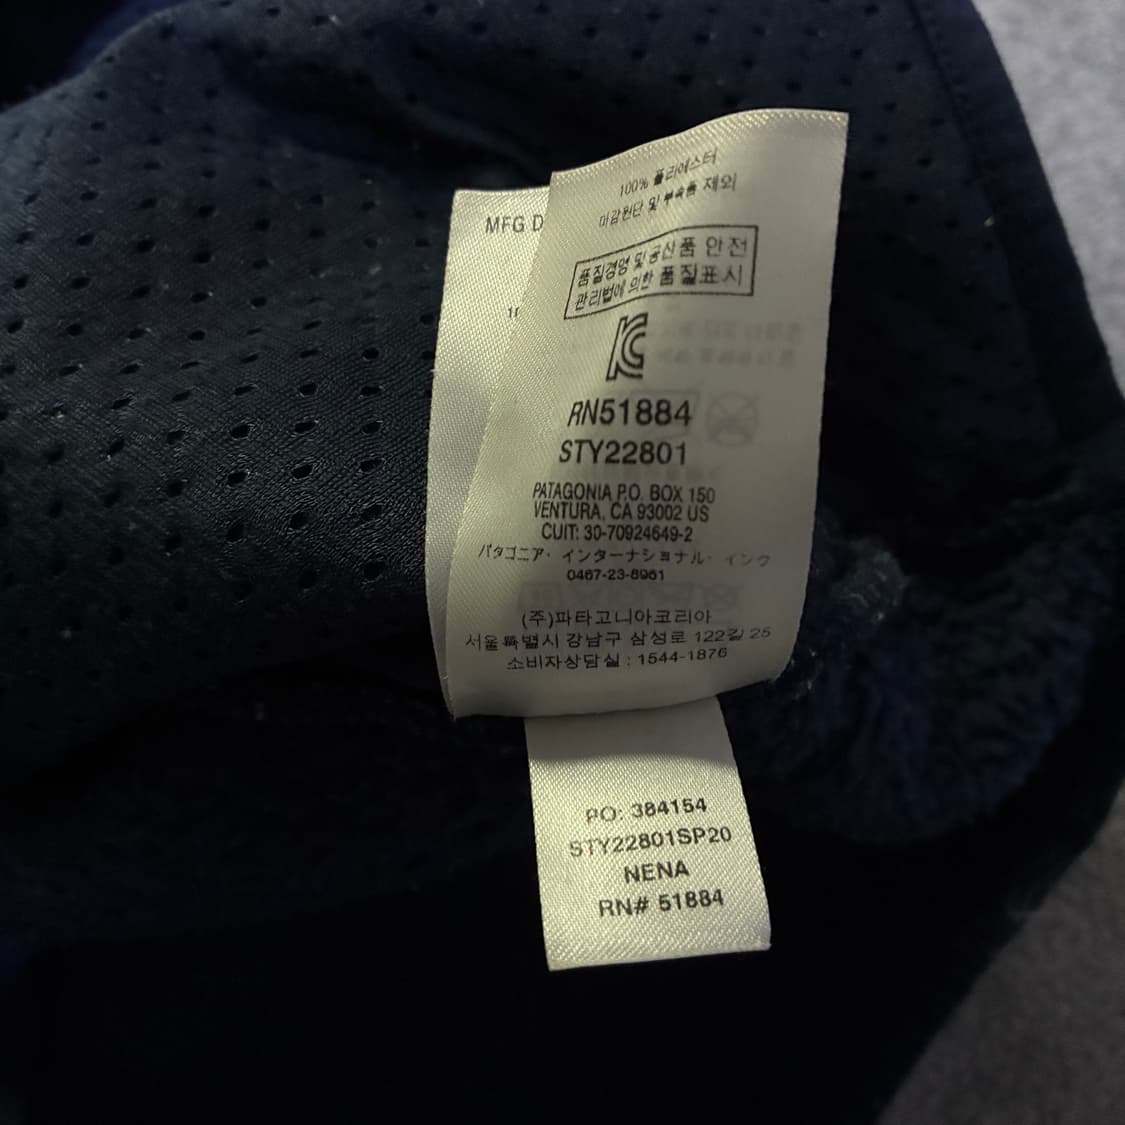 MFG D
100% 폴리에스터
마감원단 및 부속품 제외
품질경영 및 공산품 안전
관리법에 의한 품질표시
RN51884
STY22801
PATAGONIA P.O. BOX 150
VENTURA, CA 93002 US
CUIT: 30-70924649-2
パタゴニア・インターナショナル・インク
0467-23-8961
(주)파타고니아코리아
서울특별시 강남구 삼성로 122길 25
소비자상담실 : 1544-1876
PO: 384154
STY22801SP20
NENA
RN# 51884